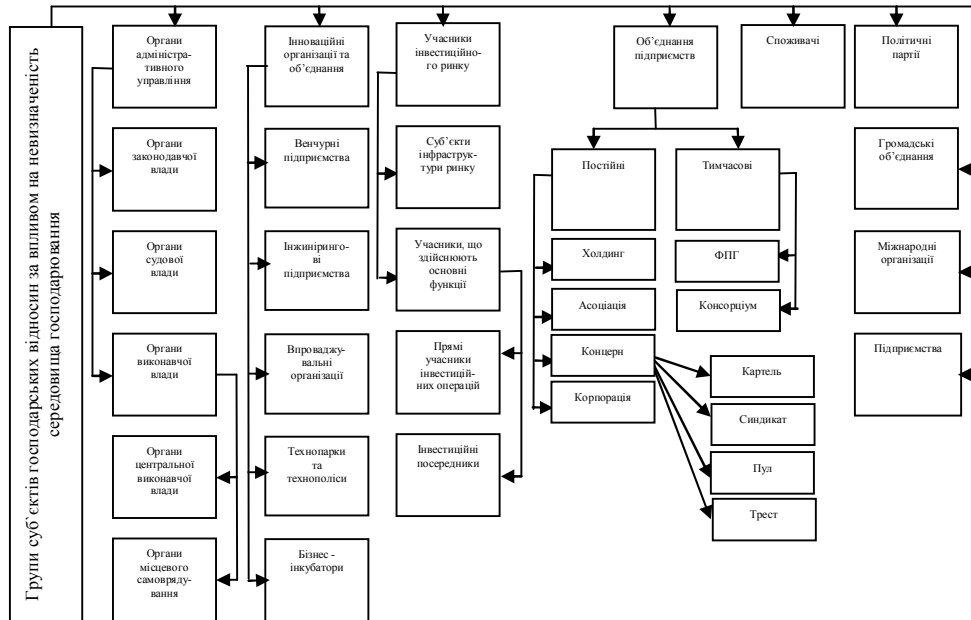 Групи суб`єктів господарських відносин за впливом на невизначеність
середовища господарювання
Органи
адміністра-
тивного
управління
Органи
законодавчої
влади
Органи
судової
влади
Органи
виконавчої
влади
Органи
центральної
виконавчої
влади
Органи
місцевого
самовряду-
вання
Інноваційні
організації та
об’єднання
Венчурні
підприємства
Інжинірингo-
ві
підприємства
Впроваджу-
вальні
організації
Технопарки
та
технополіси
Бізнес -
інкубатори
Учасники
інвестиційно-
го ринку
Суб’єкти
інфраструк-
тури ринку
Учасники, що
здійснюють
основні
функції
Прямі
учасники
інвестицій-
них операцій
Інвестиційні
посередники
Об’єднання
підприємств
Постійні
Холдинг
Асоціація
Концерн
Корпорація
Тимчасові
ФПГ
Консорціум
Картель
Синдикат
Пул
Трест
Споживачі
Політичні
партії
Громадські
об’єднання
Міжнародні
організації
Підприємства